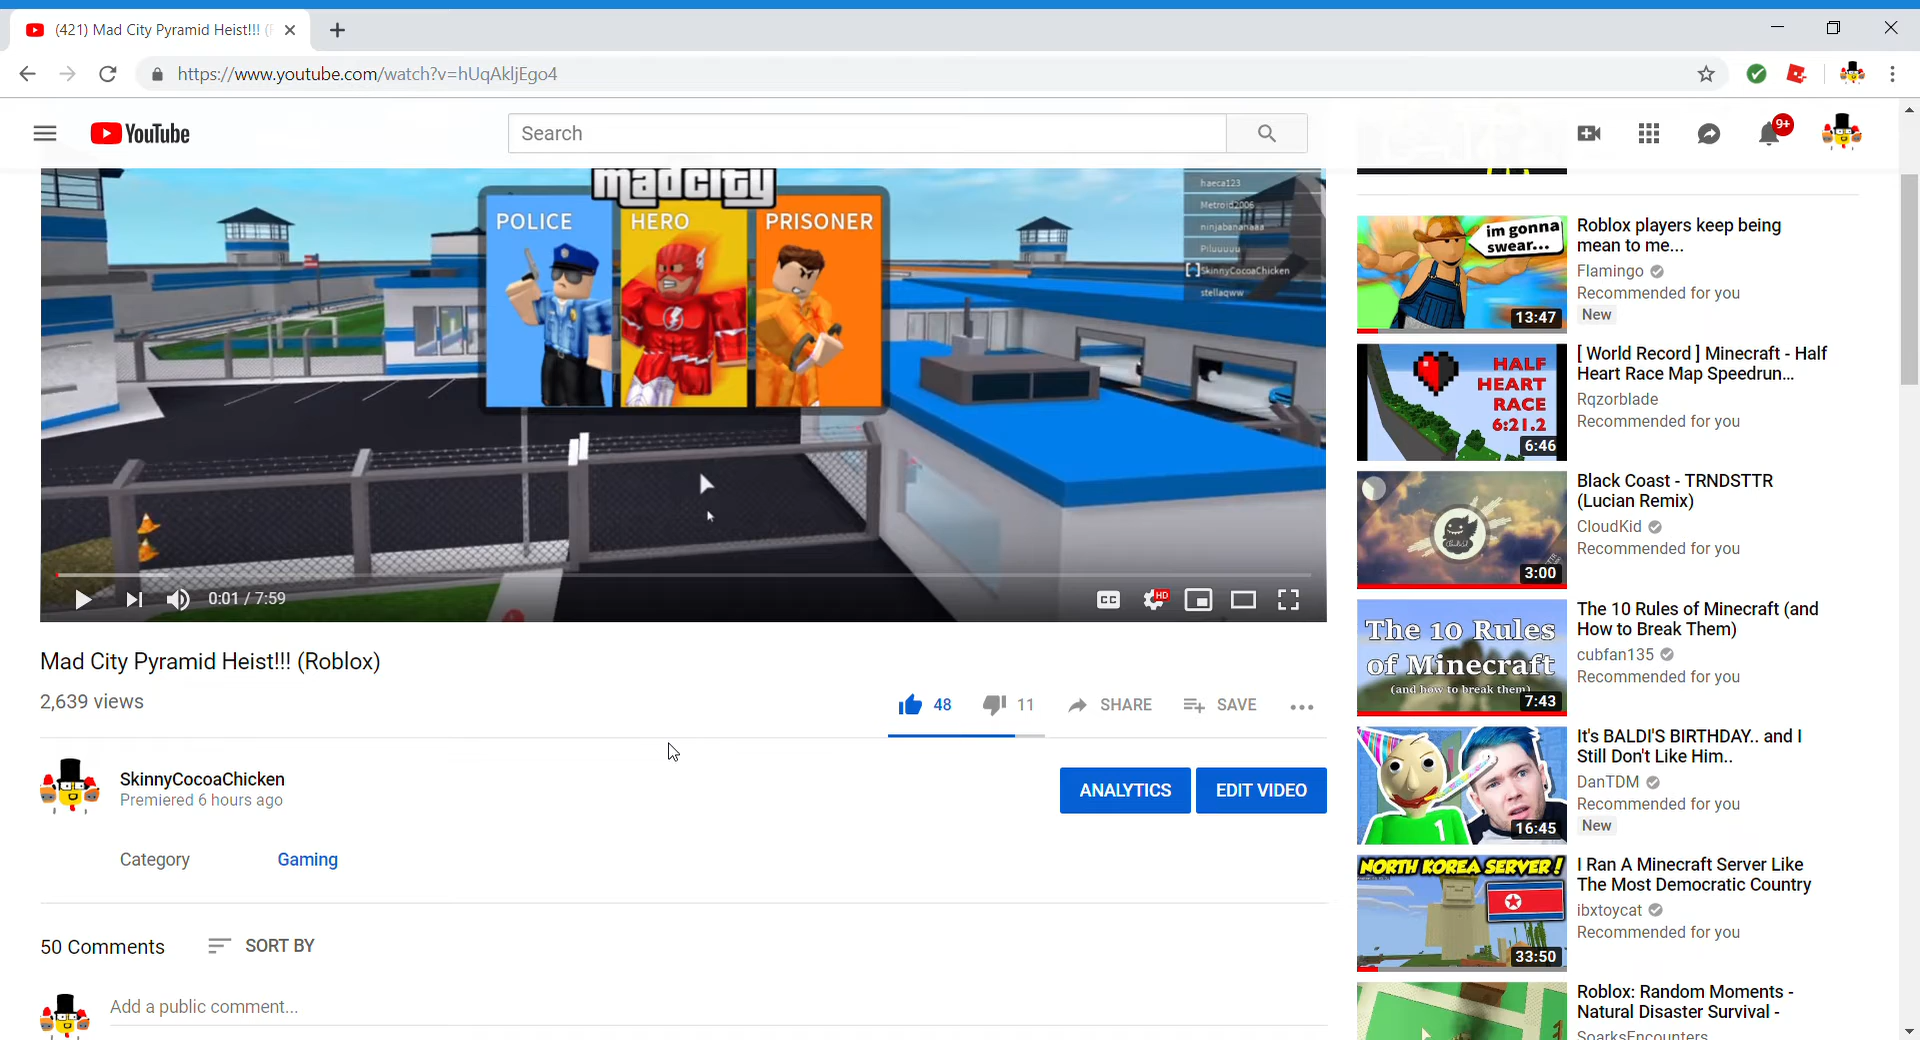 (421) Mad City Pyramid Heist!!! (
https://www.youtube.com/watch?v=hUqAkljEgo4
YouTube
Search
9+
madcity
POLICE
HERO
PRISONER
haeca123
Metroid2006
ninjabananaaa
Piluuuuu
[ ]SkinnyCocoaChicken
stellaqww
0:01 / 7:59
CC
HD
Mad City Pyramid Heist!!! (Roblox)
2,639 views
48
11
SHARE
SAVE
SkinnyCocoaChicken
Premiered 6 hours ago
ANALYTICS
EDIT VIDEO
Category
Gaming
50 Comments
SORT BY
Add a public comment...
im gonna
swear...
13:47
Roblox players keep being
mean to me...
Flamingo
Recommended for you
New
HALF
HEART
RACE
6:21.2
6:46
[ World Record ] Minecraft - Half
Heart Race Map Speedrun...
Rqzorblade
Recommended for you
3:00
Black Coast - TRNDSTTR
(Lucian Remix)
CloudKid
Recommended for you
The 10 Rules
of Minecraft
(and how to break them)
7:43
The 10 Rules of Minecraft (and
How to Break Them)
cubfan135
Recommended for you
1
16:45
It's BALDI'S BIRTHDAY.. and I
Still Don't Like Him..
DanTDM
Recommended for you
New
NORTH KOREA SERVER!
33:50
I Ran A Minecraft Server Like
The Most Democratic Country
ibxtoycat
Recommended for you
Roblox: Random Moments -
Natural Disaster Survival -
SparksEncounters